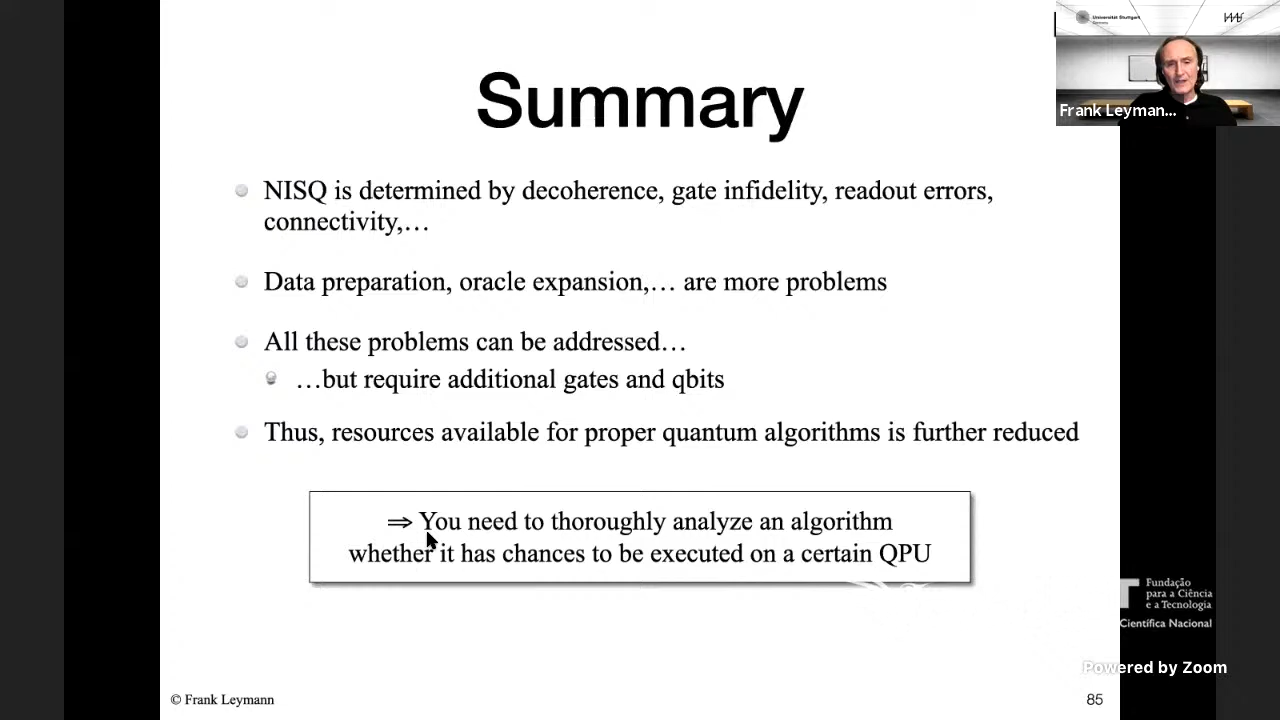 Universität Stuttgart
Germany
Frank Leyman...
Summary
NISQ is determined by decoherence, gate infidelity, readout errors,
connectivity,…
Data preparation, oracle expansion,… are more problems
All these problems can be addressed…
…but require additional gates and qbits
Thus, resources available for proper quantum algorithms is further reduced
⇒ You need to thoroughly analyze an algorithm
whether it has chances to be executed on a certain QPU
Fundação
para a Ciência
e a Tecnologia
Científica Nacional
Powered by Zoom
© Frank Leymann
85